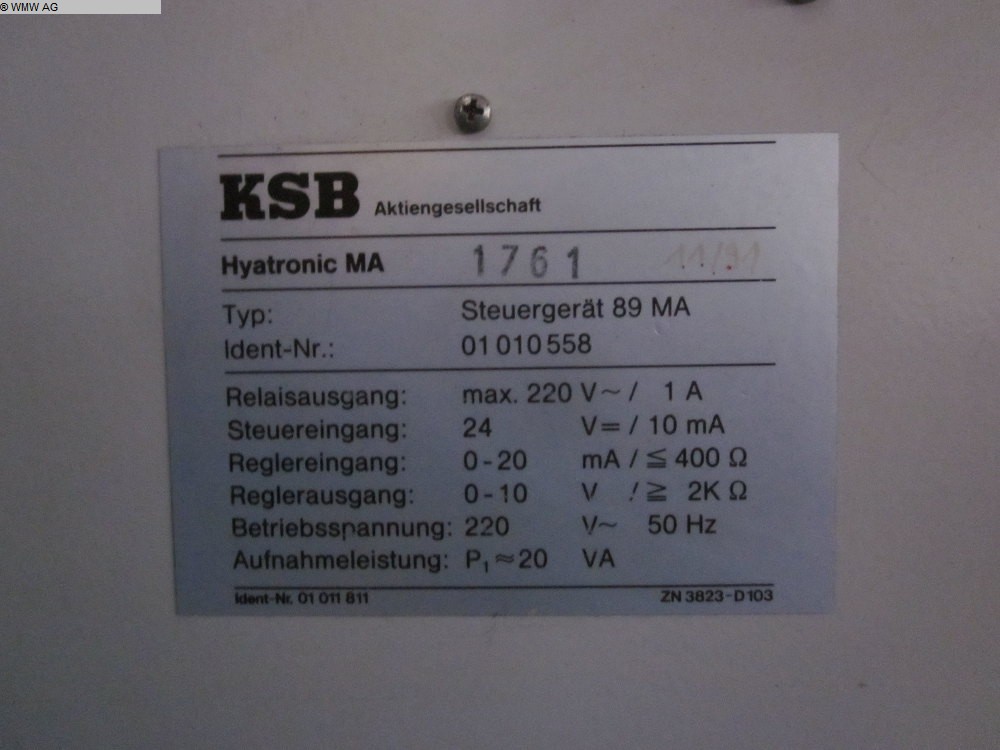 © WMW AG
KSB Aktiengesellschaft
Hyatronic MA 1761 11/91
Typ: Steuergerät 89 MA
Ident-Nr.: 01 010 558
Relaisausgang: max. 220 V~ / 1 A
Steuereingang: 24 V= / 10 mA
Reglereingang: 0-20 mA / ≦ 400 Ω
Reglerausgang: 0-10 V / ≧ 2K Ω
Betriebsspannung: 220 V~ 50 Hz
Aufnahmeleistung: P₁ ≈ 20 VA
Ident-Nr. 01 011 811 ZN 3823-D103